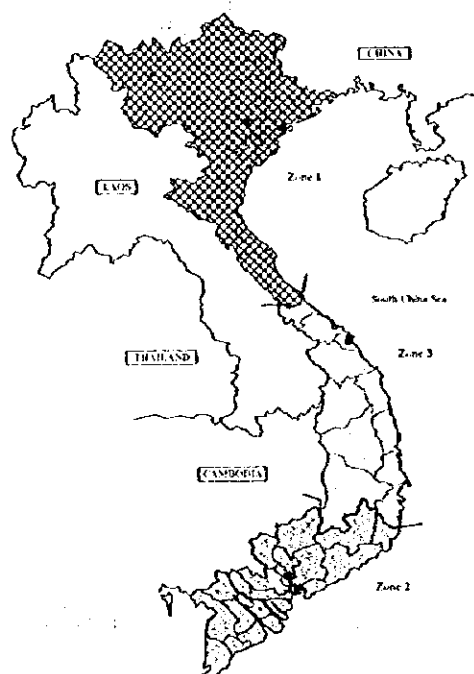 CHINA
Zone 1
LAOS
South China Sea
Zone 3
THAILAND
CAMBODIA
Zone 2